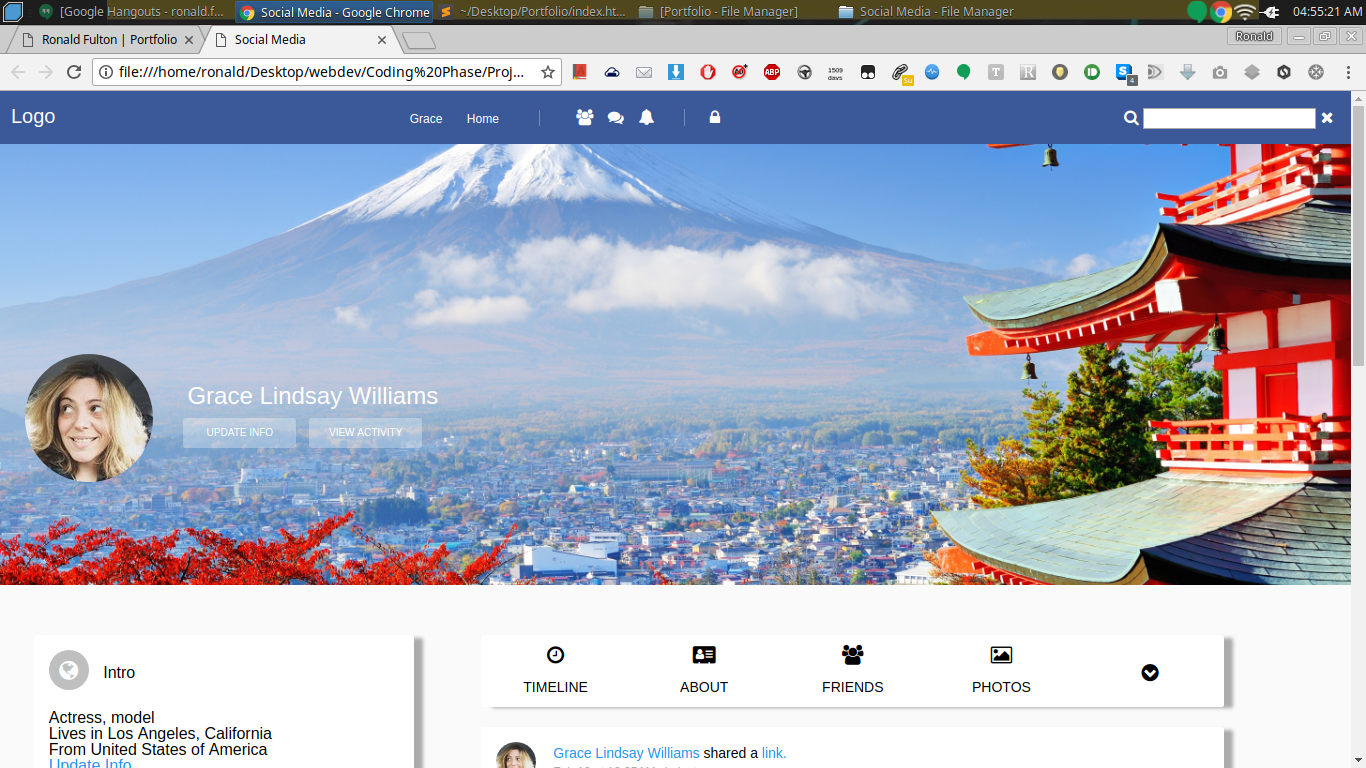 [Google Hangouts - ronald.f...
Social Media - Google Chrome
~/Desktop/Portfolio/index.ht...
[Portfolio - File Manager]
Social Media - File Manager
04:55:21 AM
Ronald Fulton | Portfolio
Social Media
Ronald
file:///home/ronald/Desktop/webdev/Coding%20Phase/Proj...
ABP
1509
days
Su
T
R
S
4
Logo
Grace
Home
Grace Lindsay Williams
UPDATE INFO
VIEW ACTIVITY
Intro
Actress, model
Lives in Los Angeles, California
From United States of America
Update Info
TIMELINE
ABOUT
FRIENDS
PHOTOS
Grace Lindsay Williams shared a link.